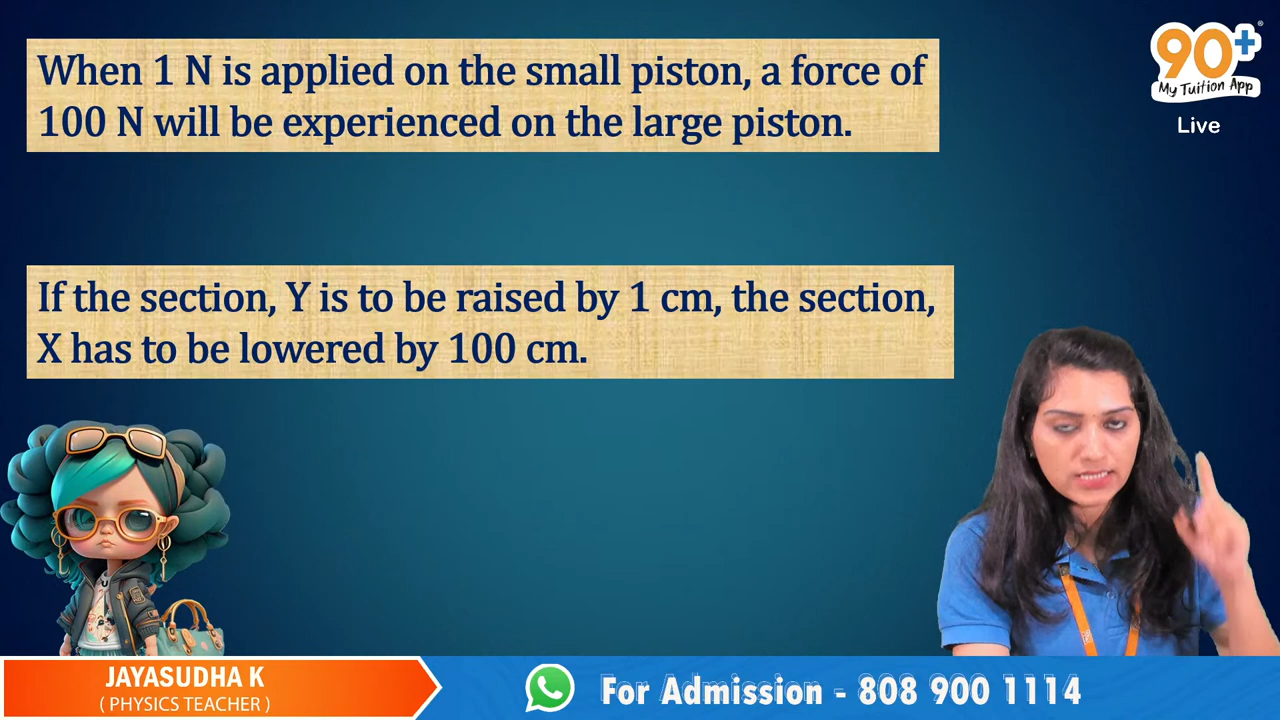 When 1 N is applied on the small piston, a force of
100 N will be experienced on the large piston.
90+
My Tuition App
Live
If the section, Y is to be raised by 1 cm, the section,
X has to be lowered by 100 cm.
JAYASUDHA K
( PHYSICS TEACHER )
For Admission - 808 900 1114